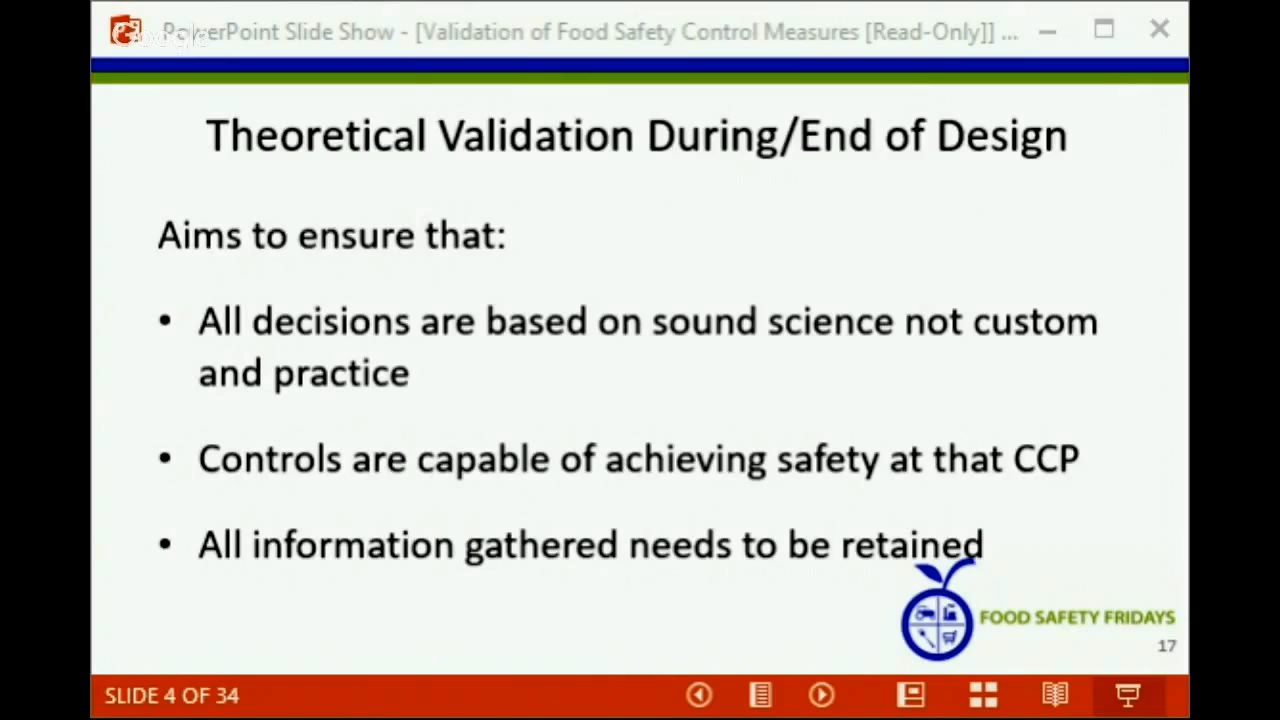 PowerPoint Slide Show - [Validation of Food Safety Control Measures [Read-Only]] ...
Google
Theoretical Validation During/End of Design
Aims to ensure that:
• All decisions are based on sound science not custom
and practice
• Controls are capable of achieving safety at that CCP
• All information gathered needs to be retained
FOOD SAFETY FRIDAYS
17
SLIDE 4 OF 34